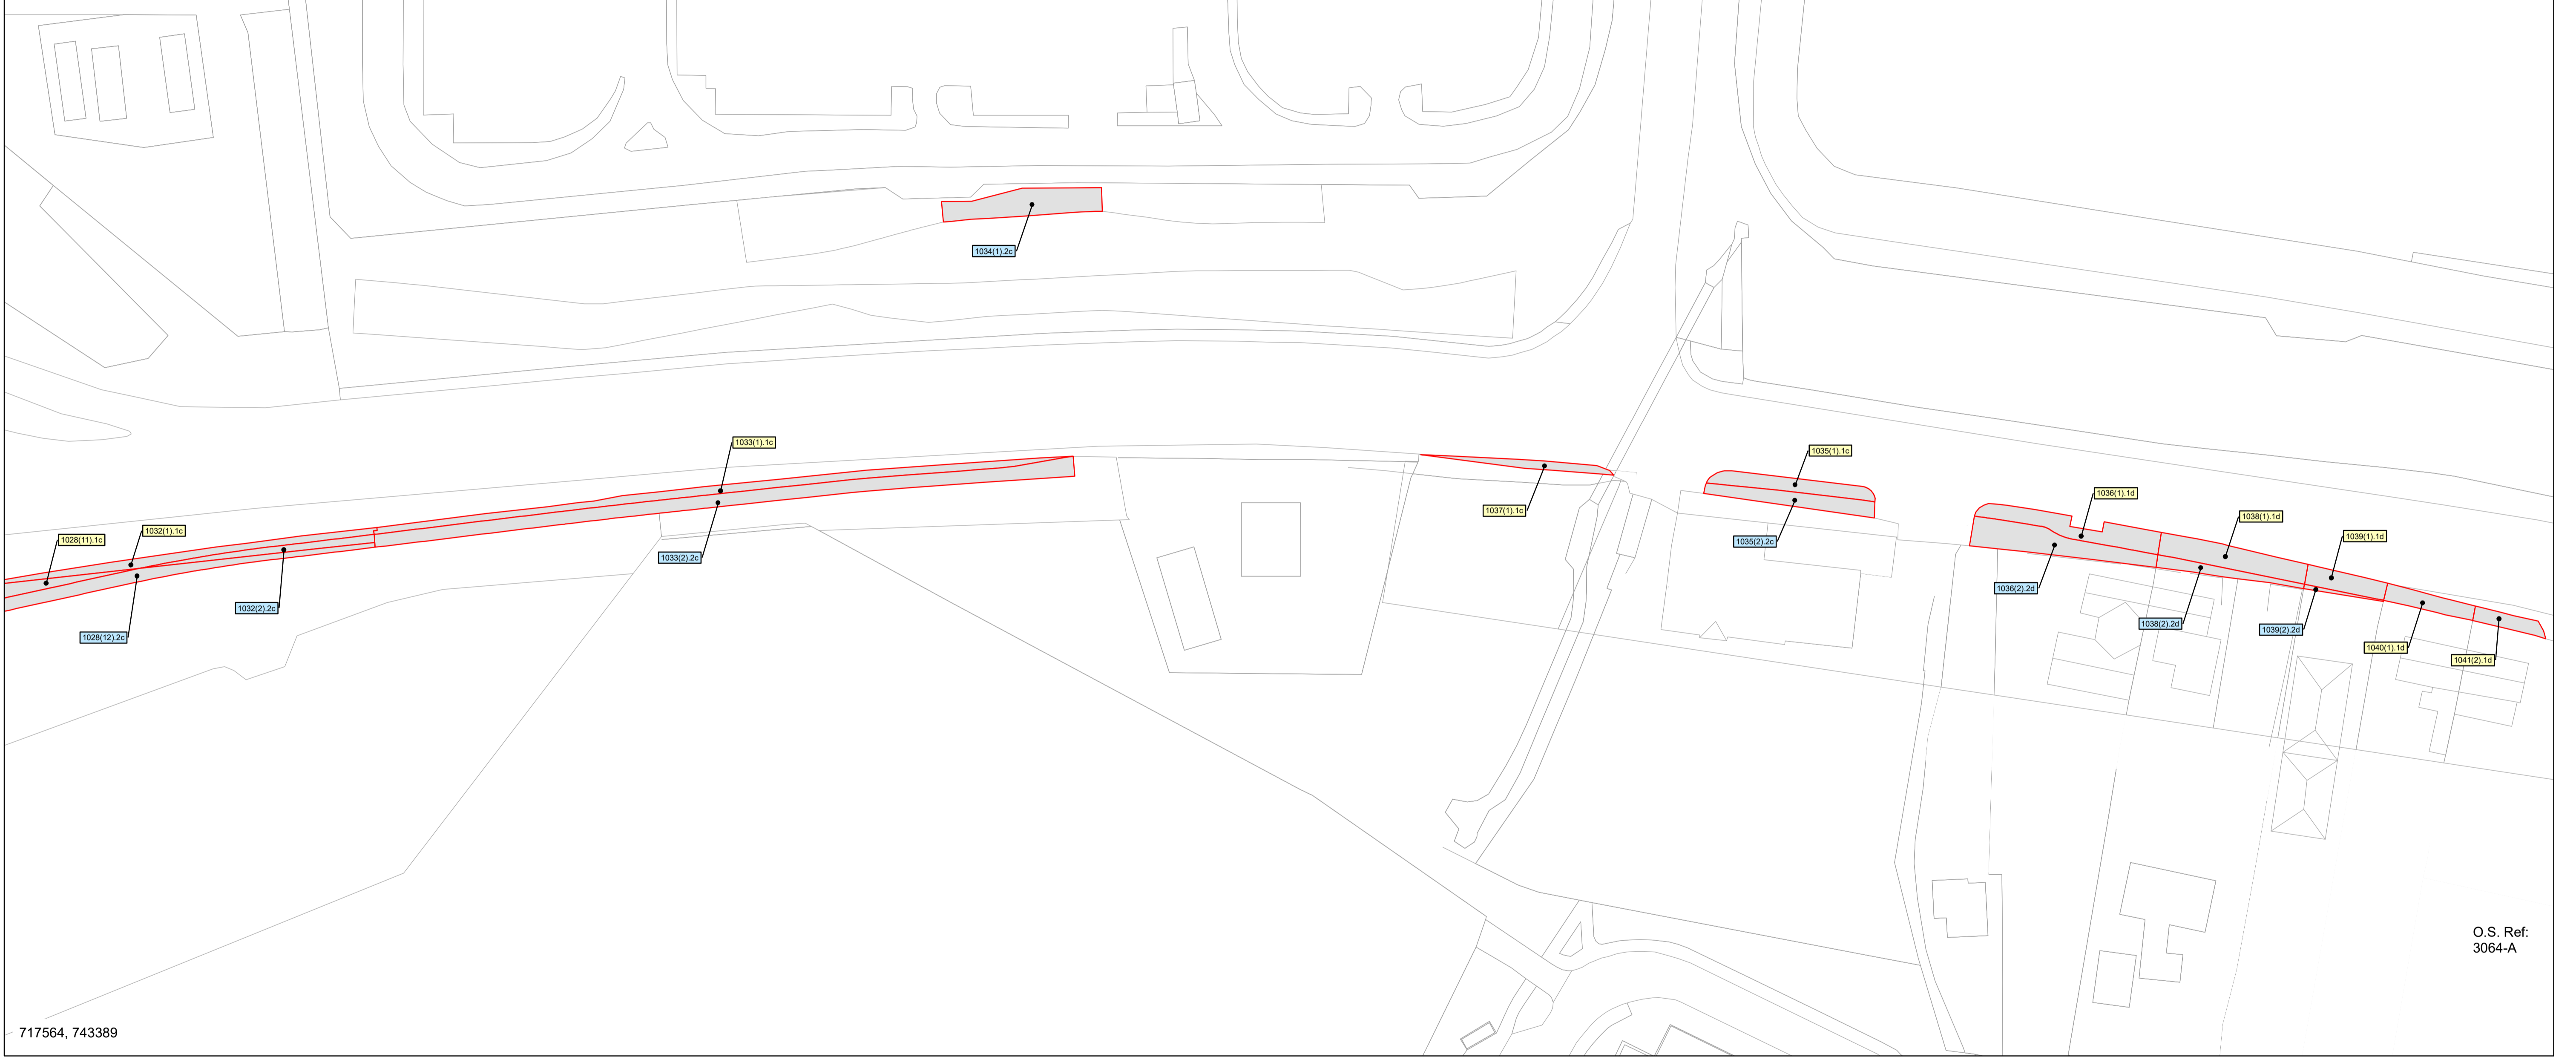 1034(1).2c
1033(1).1c
1035(1).1c
1036(1).1d
1037(1).1c
1038(1).1d
1032(1).1c
1028(11).1c
1039(1).1d
1035(2).2c
1033(2).2c
1036(2).2d
1032(2).2c
1038(2).2d
1039(2).2d
1028(12).2c
1040(1).1d
1041(2).1d
O.S. Ref:
3064-A
717564, 743389